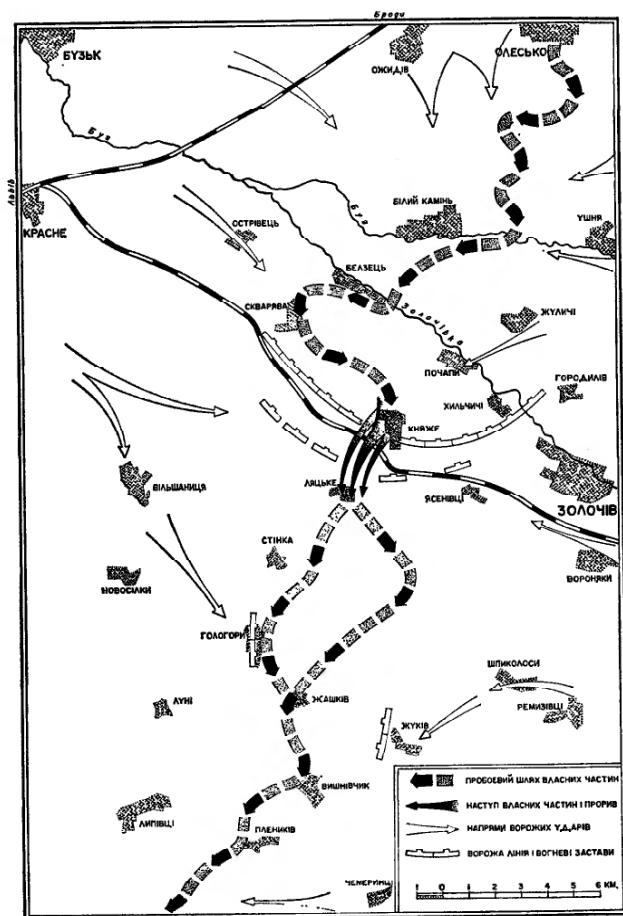 Броди
БУЗЬК
ОЖИДІВ
ОЛЕСЬКО
Буг
Львів
КРАСНЕ
ОСТРІВЕЦЬ
Буг
БІЛИЙ КАМІНЬ
УШНЯ
БЕЛЗЕЦЬ
СКВАРЯВА
Золочівка
ЖУЛИЧІ
ПОЧАПИ
ГОРОДИЛІВ
ХИЛЬЧИЧІ
КНЯЖЕ
ВІЛЬШАНИЦЯ
ЛЯЦЬКЕ
ЯСЕНІВЦІ
ЗОЛОЧІВ
СТІНКА
НОВОСІЛКИ
ВОРОНЯКИ
ГОЛОГОРИ
ШПИКОЛОСИ
ЛУНІ
ЖАШКІВ
РЕМИЗІВЦІ
ЖУКІВ
ВИШНІВЧИК
ЛИПІВЦІ
ПЛЕНИКІВ
ЧЕМЕРИНЦІ
ПРОБОЄВИЙ ШЛЯХ ВЛАСНИХ ЧАСТИН
НАСТУП ВЛАСНИХ ЧАСТИН І ПРОРИВ
НАПРЯМИ ВОРОЖИХ УДАРІВ
ВОРОЖА ЛІНІЯ І ВОГНЕВІ ЗАСТАВИ
1 0 1 2 3 4 5 6 КМ.